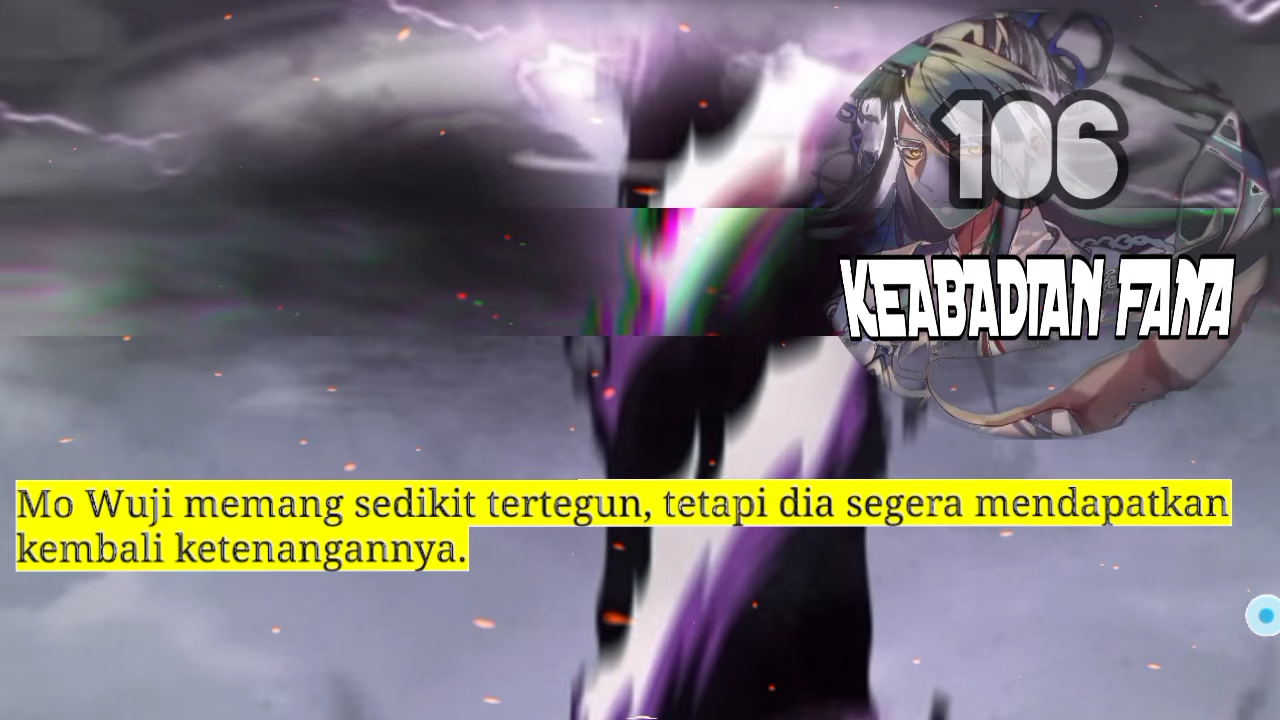 106
KEABADIAN FANA
Mo Wuji memang sedikit tertegun, tetapi dia segera mendapatkan
kembali ketenangannya.